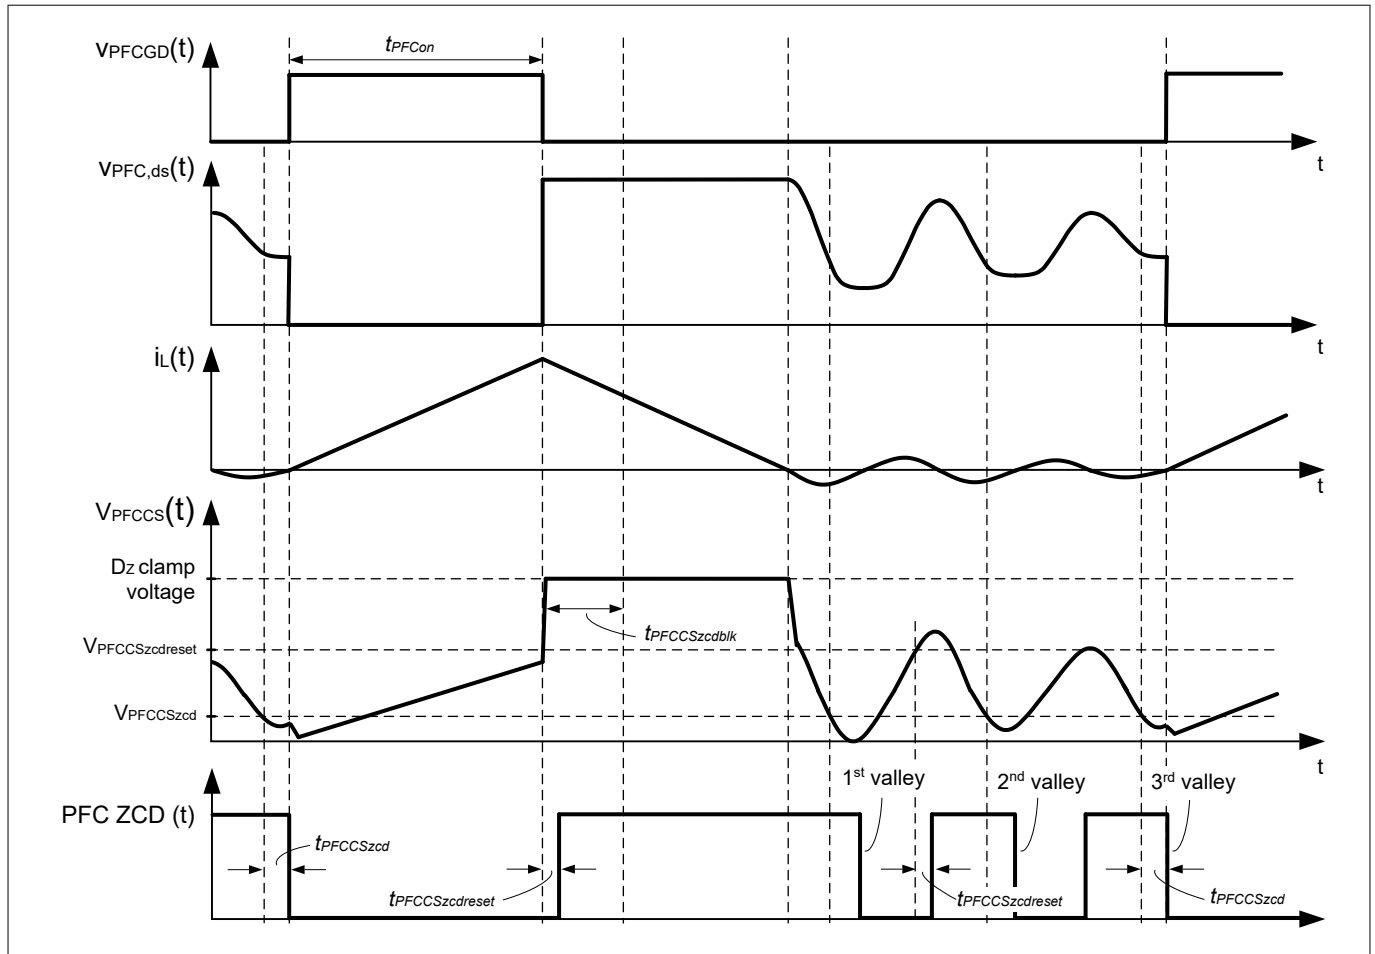 VPFCGD(t)
tPFCon
t
VPFC,ds(t)
t
iL(t)
t
VPFCCS(t)
Dz clamp
voltage
tPFCCSzcdblk
VPFCCSzcdreset
VPFCCSzcd
t
1st valley
2nd valley
3rd valley
PFC ZCD (t)
tPFCCSzcd
tPFCCSzcdreset
tPFCCSzcdreset
tPFCCSzcd